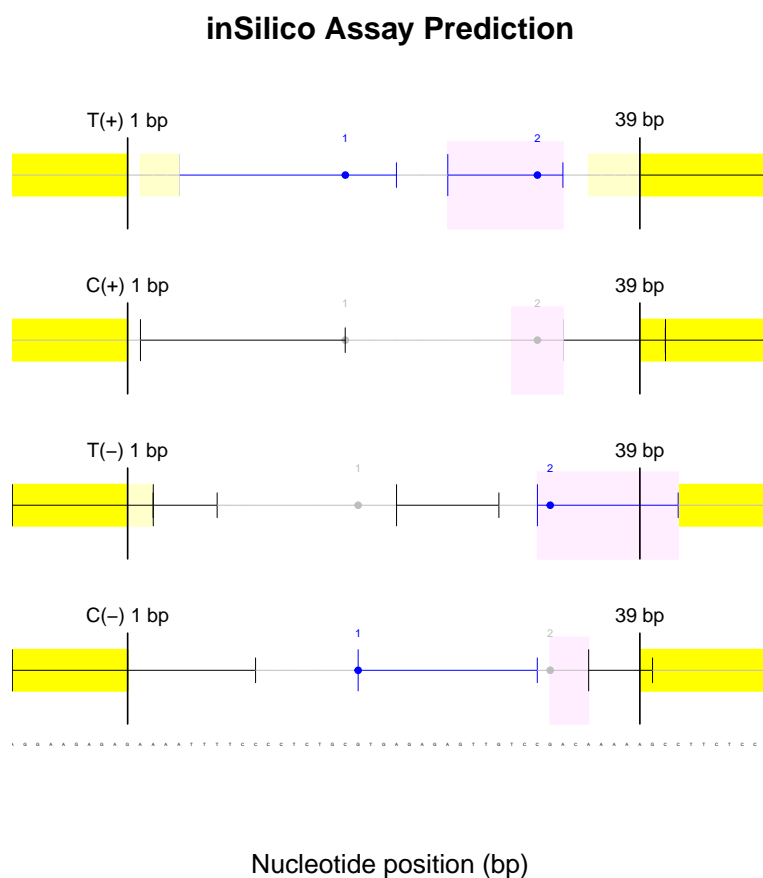 inSilico Assay Prediction
T(+) 1 bp
39 bp
1
2
C(+) 1 bp
39 bp
1
2
T(−) 1 bp
39 bp
1
2
C(−) 1 bp
39 bp
1
2
A G G A A G A G A G A A A A T T T T C C C C T C T G C G T G A G A G A G T T G T C C G A C A A A A A G C C T T C T C C
Nucleotide position (bp)